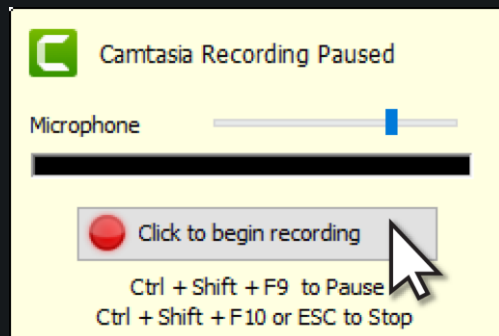 Camtasia Recording Paused
Microphone
Click to begin recording
Ctrl + Shift + F9 to Pause
Ctrl + Shift + F10 or ESC to Stop